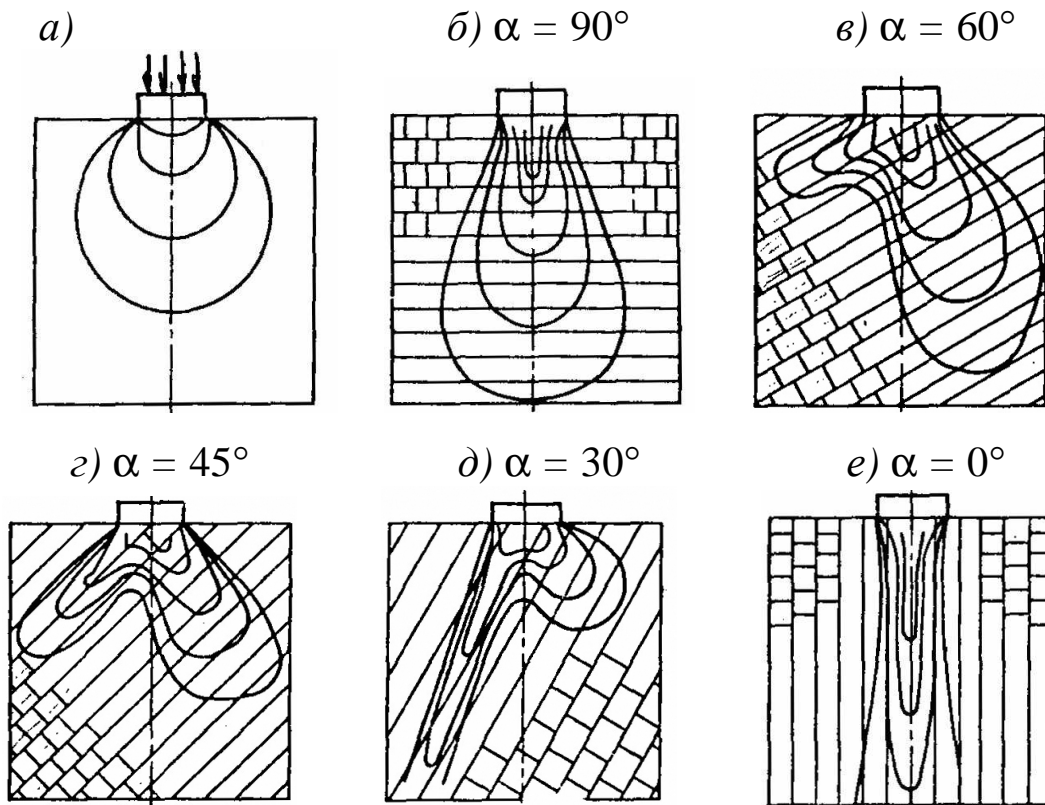 а)
б) α = 90°
в) α = 60°
г) α = 45°
д) α = 30°
е) α = 0°